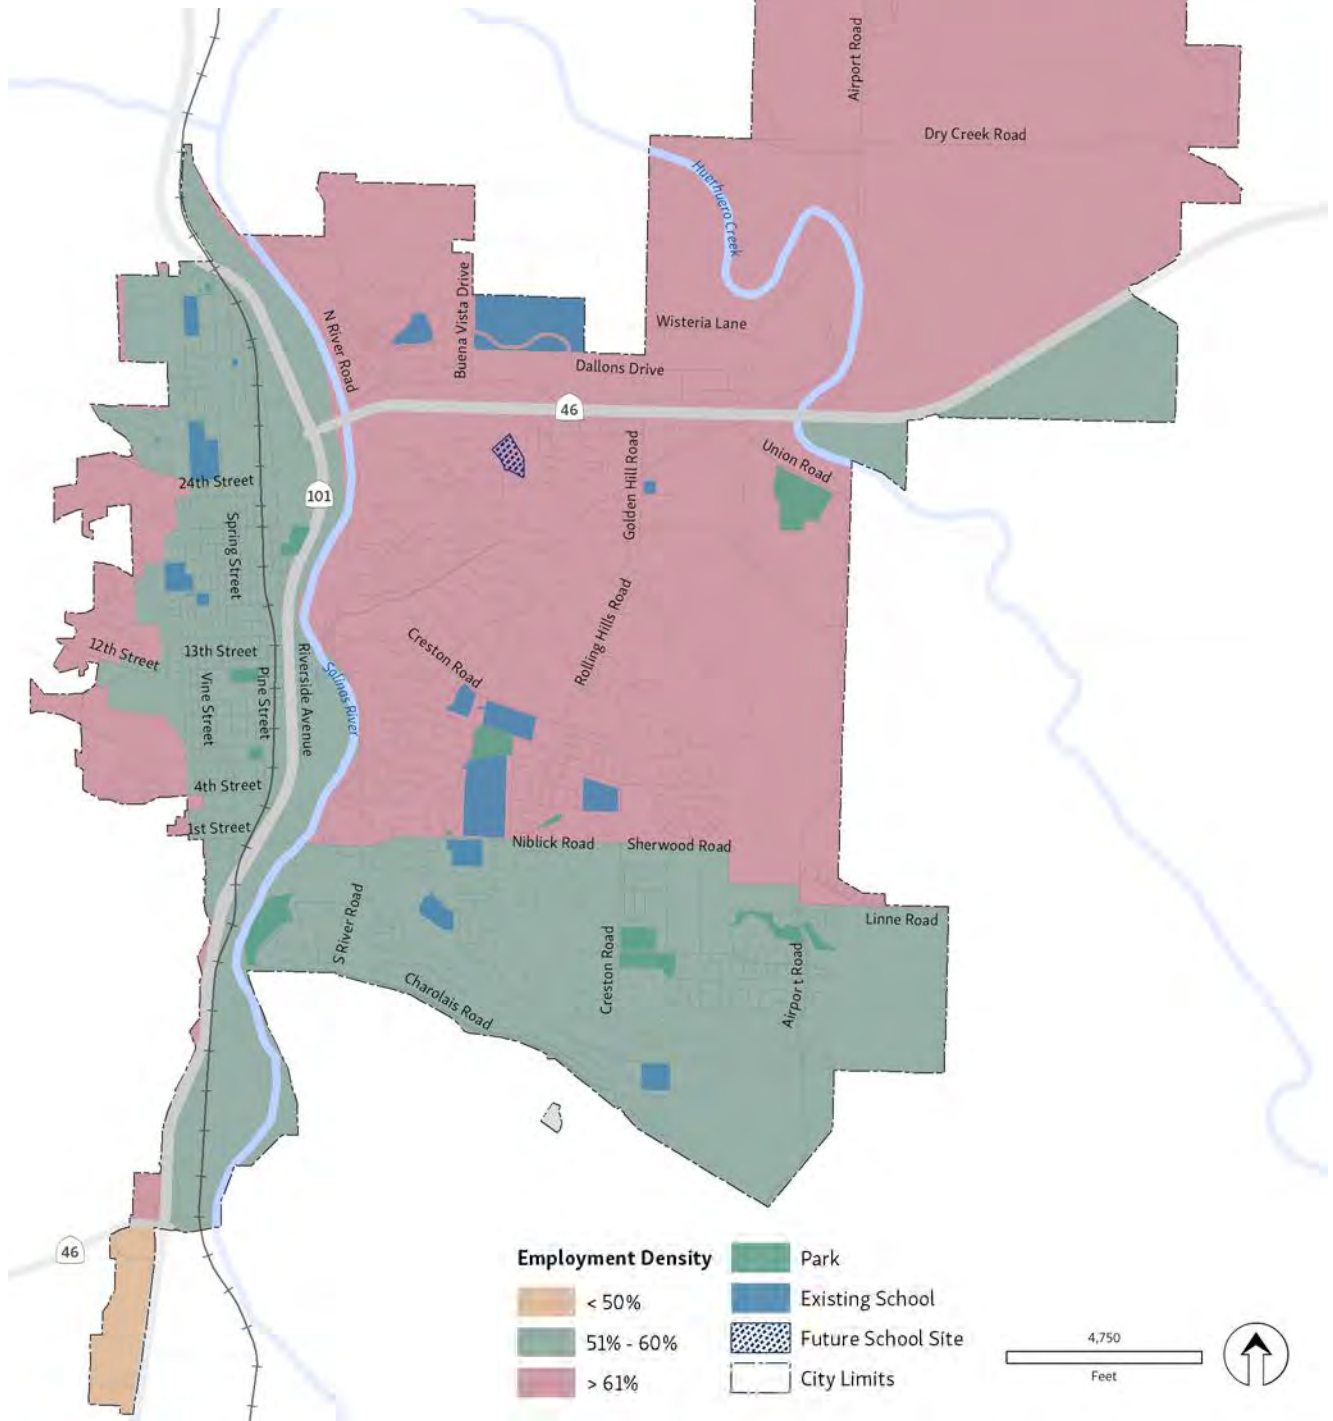 Airport Road
Dry Creek Road
Huerhuero Creek
Buena Vista Drive
N River Road
Wisteria Lane
Dallons Drive
46
Union Road
Golden Hill Road
24th Street
101
Spring Street
Rolling Hills Road
Creston Road
12th Street
13th Street
Vine Street
Pine Street
Riverside Avenue
Salinas River
4th Street
1st Street
Niblick Road
Sherwood Road
S River Road
Linne Road
Creston Road
Airport Road
Charolais Road
46
Employment Density
< 50%
51% - 60%
> 61%
Park
Existing School
Future School Site
City Limits
4,750
Feet